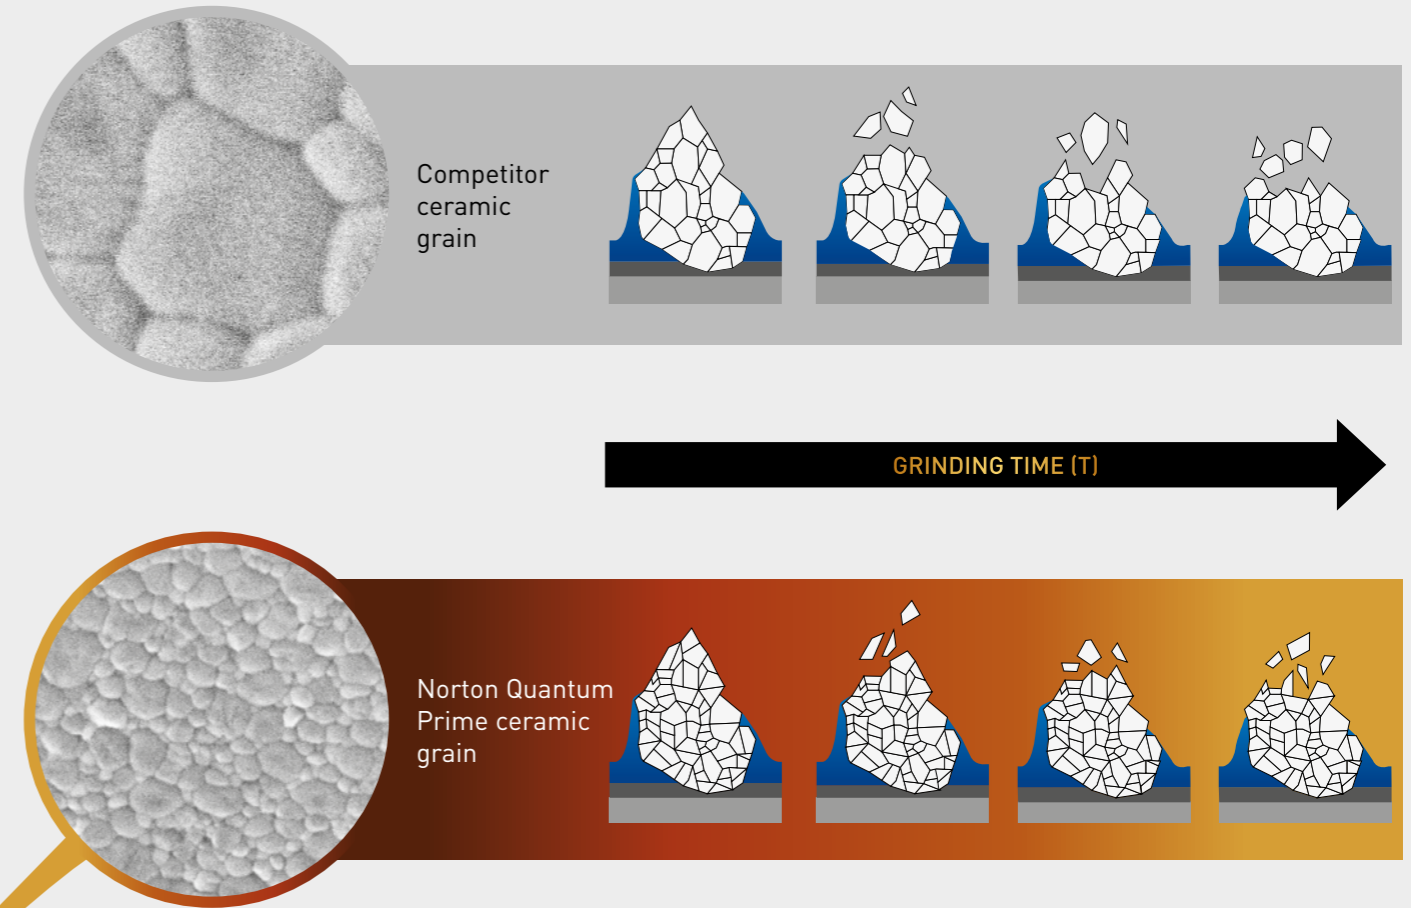 Competitor
ceramic
grain
GRINDING TIME (T)
Norton Quantum
Prime ceramic
grain